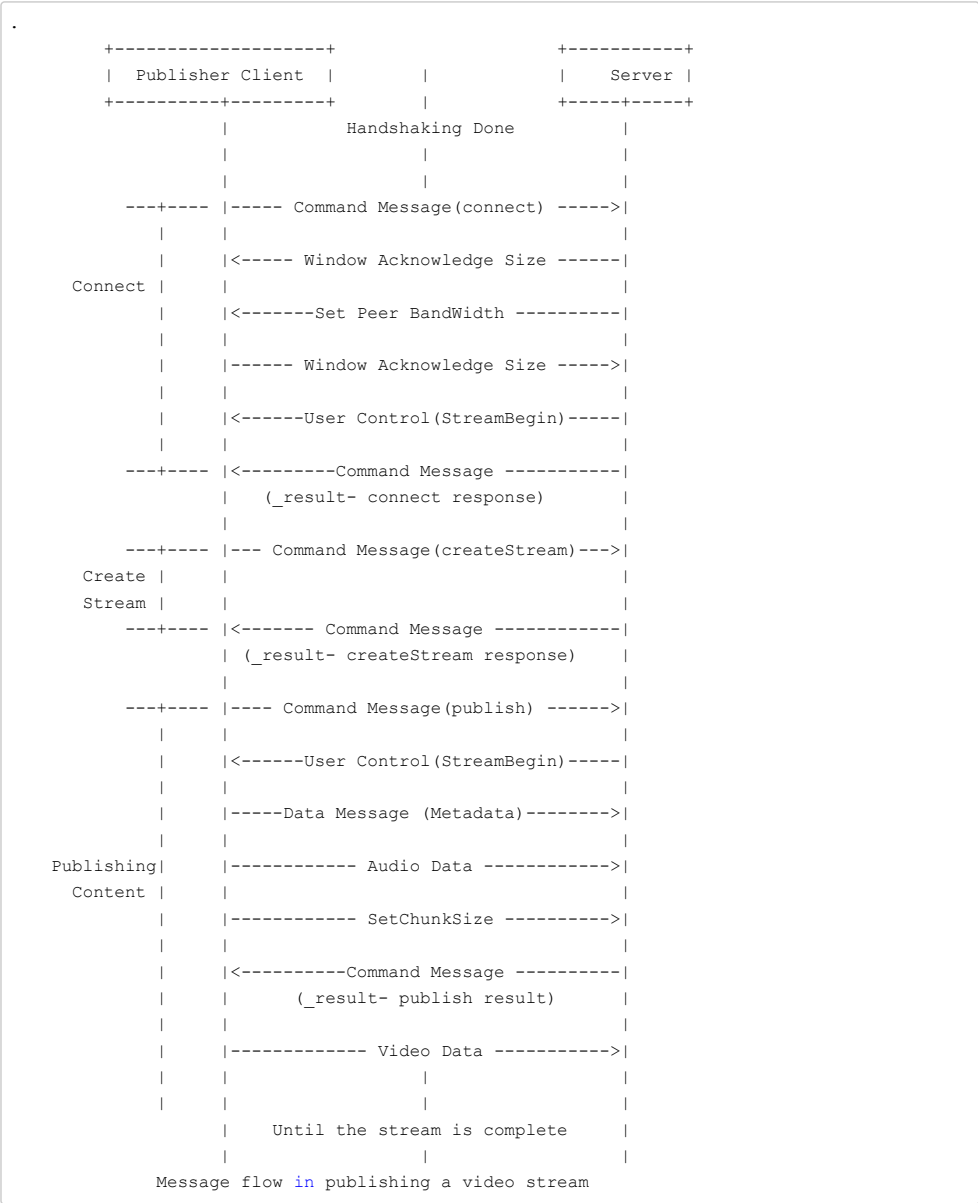 .
+--------------------+ +-----------+
| Publisher Client | | | Server |
+----------+---------+ | +-----+-----+
| Handshaking Done |
| | |
| | |
---+---- |----- Command Message(connect) ----->|
| | |
| |<----- Window Acknowledge Size ------|
Connect | | |
| |<-------Set Peer BandWidth ----------|
| | |
| |------ Window Acknowledge Size ----->|
| | |
| |<------User Control(StreamBegin)-----|
| | |
---+---- |<---------Command Message -----------|
| (_result- connect response) |
| |
---+---- |--- Command Message(createStream)--->|
Create | | |
Stream | | |
---+---- |<------- Command Message ------------|
| (_result- createStream response) |
| |
---+---- |---- Command Message(publish) ------>|
| | |
| |<------User Control(StreamBegin)-----|
| | |
| |-----Data Message (Metadata)-------->|
| | |
Publishing| |------------ Audio Data ------------>|
Content | | |
| |------------ SetChunkSize ---------->|
| | |
| |<----------Command Message ----------|
| | (_result- publish result) |
| | |
| |------------- Video Data ----------->|
| | | |
| | | |
| Until the stream is complete |
| | |
Message flow in publishing a video stream